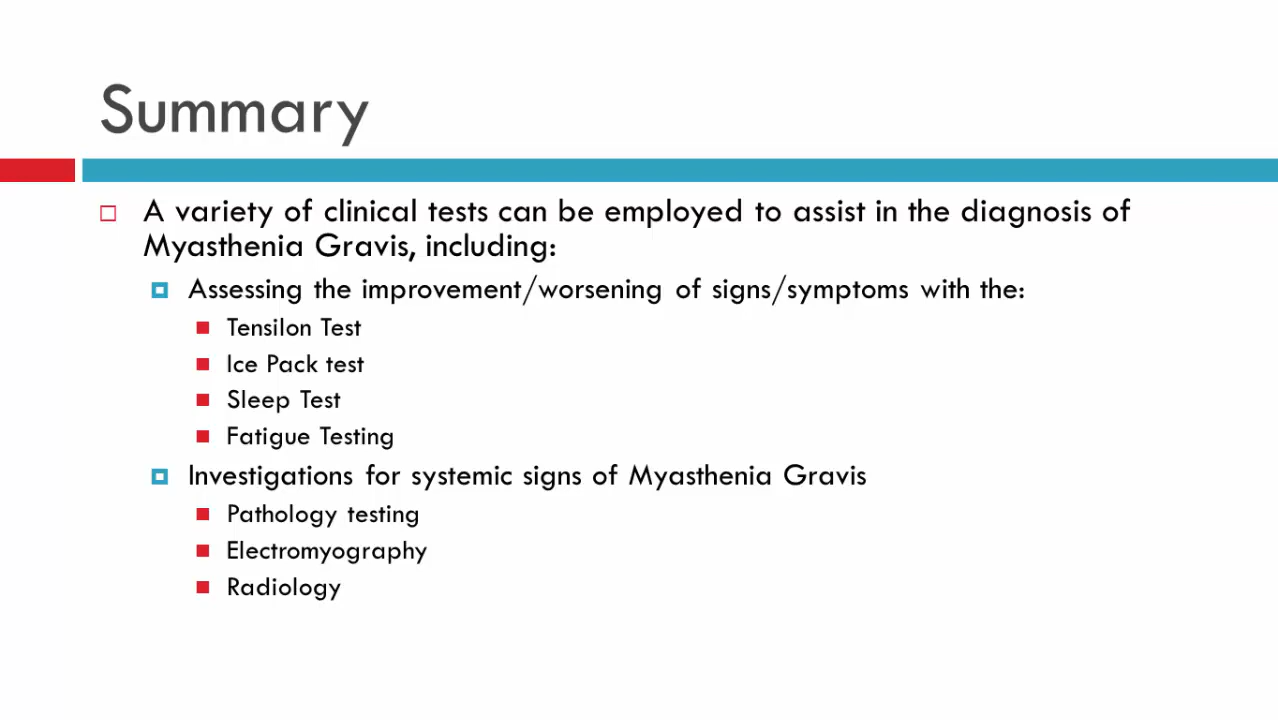 Summary
A variety of clinical tests can be employed to assist in the diagnosis of
Myasthenia Gravis, including:
Assessing the improvement/worsening of signs/symptoms with the:
Tensilon Test
Ice Pack test
Sleep Test
Fatigue Testing
Investigations for systemic signs of Myasthenia Gravis
Pathology testing
Electromyography
Radiology